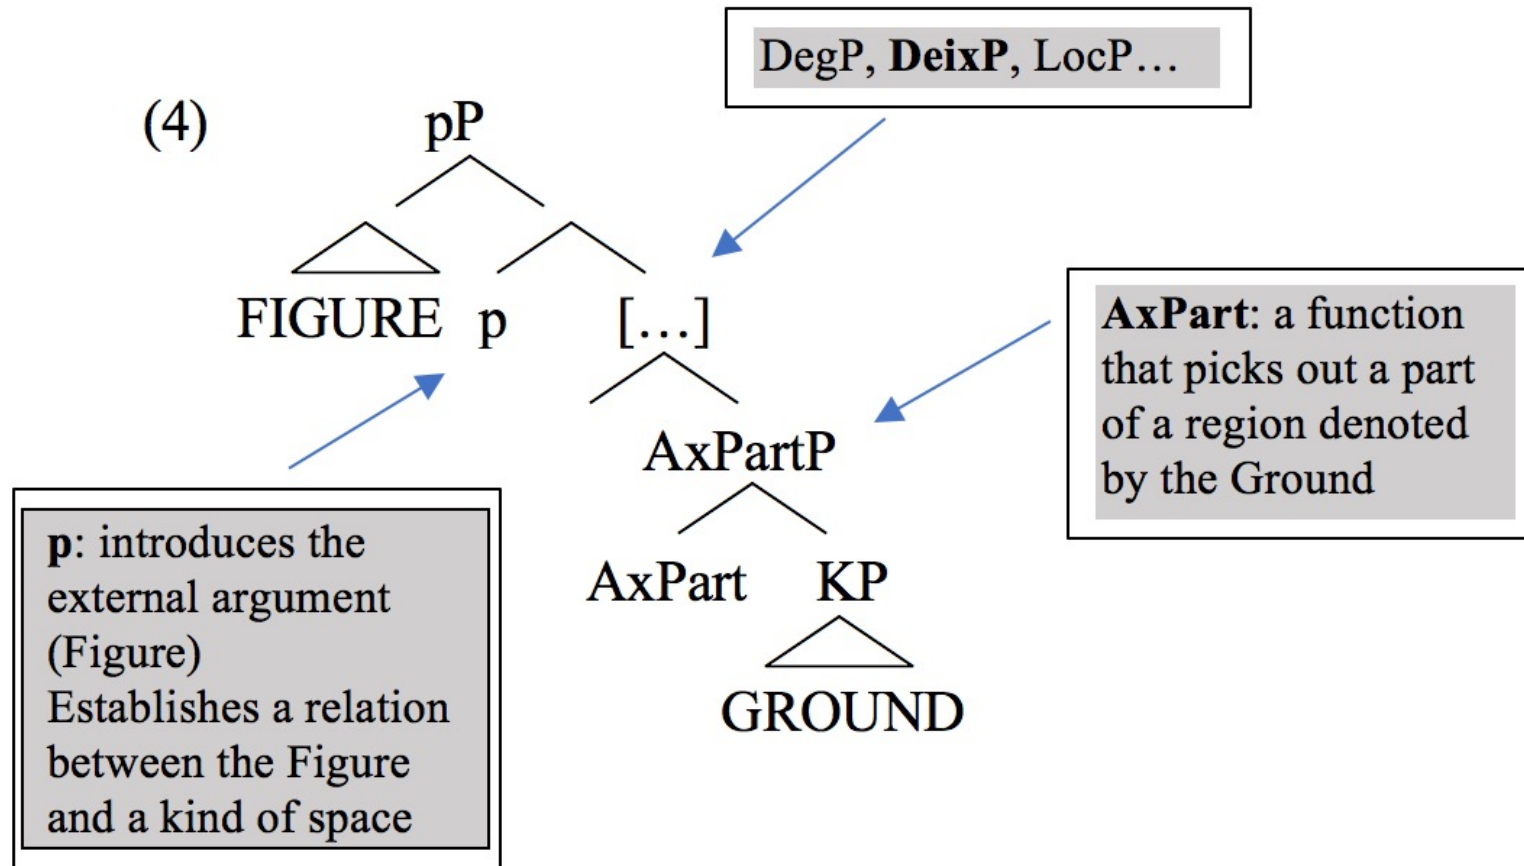 DegP, DeixP, LocP…
(4)
pP
FIGURE p […]
AxPartP
AxPart KP
GROUND
AxPart: a function
that picks out a part
of a region denoted
by the Ground
p: introduces the
external argument
(Figure)
Establishes a relation
between the Figure
and a kind of space